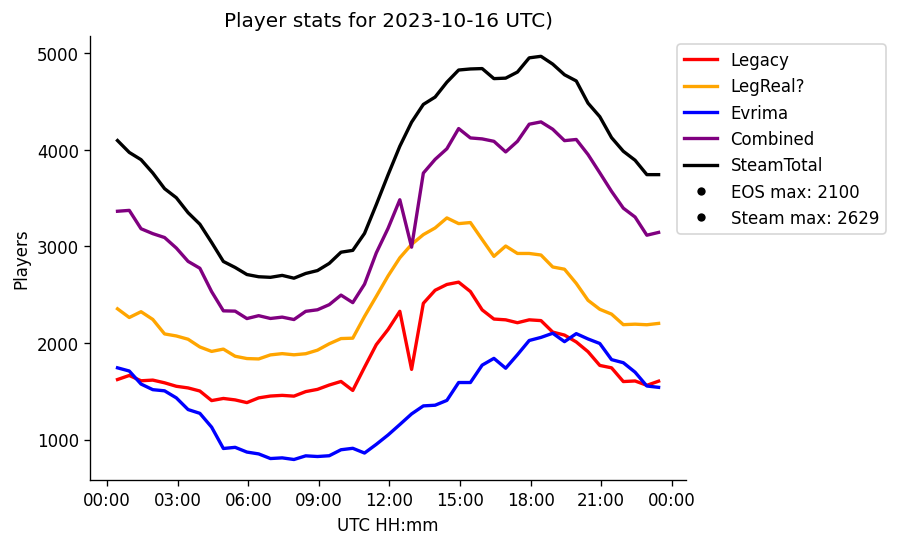 Player stats for 2023-10-16 UTC)
Players
5000
4000
3000
2000
1000
00:00 03:00 06:00 09:00 12:00 15:00 18:00 21:00 00:00
UTC HH:mm
Legacy
LegReal?
Evrima
Combined
SteamTotal
EOS max: 2100
Steam max: 2629